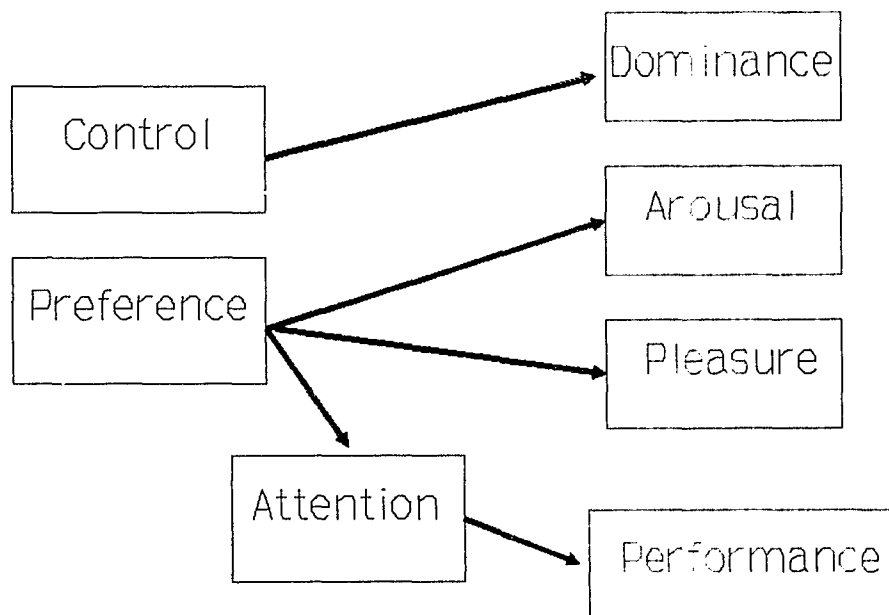 Dominance
Control
Arousal
Preference
Pleasure
Attention
Performance